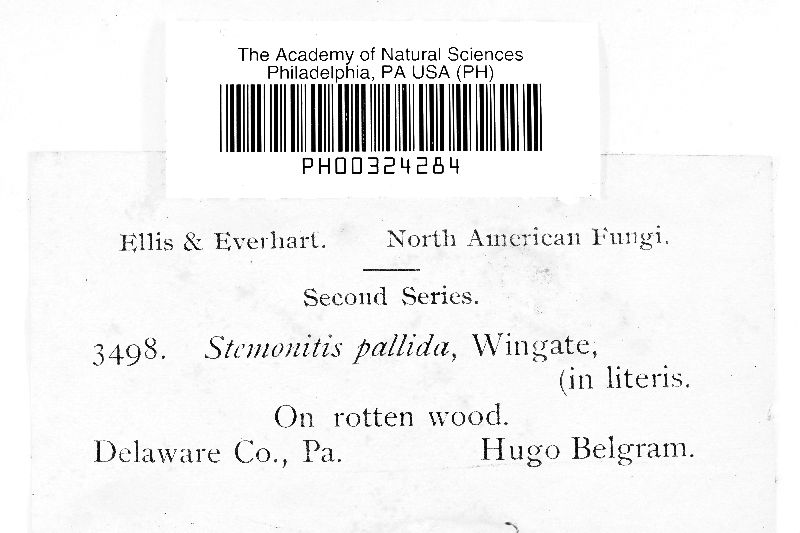 The Academy of Natural Sciences
Philadelphia, PA USA (PH)
PH00324284
Ellis & Everhart. North American Fungi.
Second Series.
3498. Stemonitis pallida, Wingate,
(in literis.
On rotten wood.
Delaware Co., Pa. Hugo Belgram.